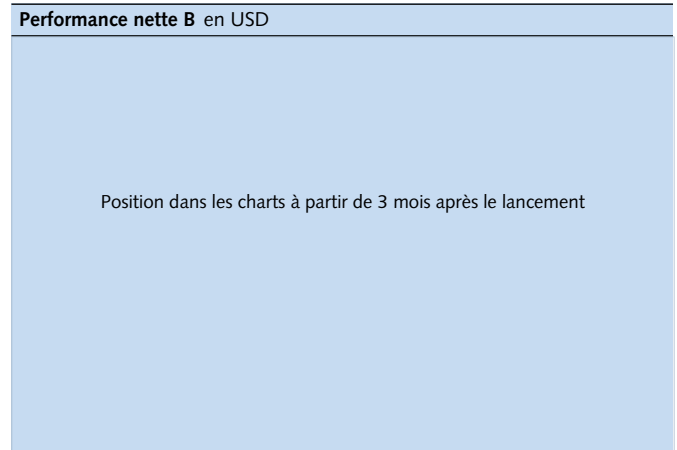 Performance nette B en USD
Position dans les charts à partir de 3 mois après le lancement